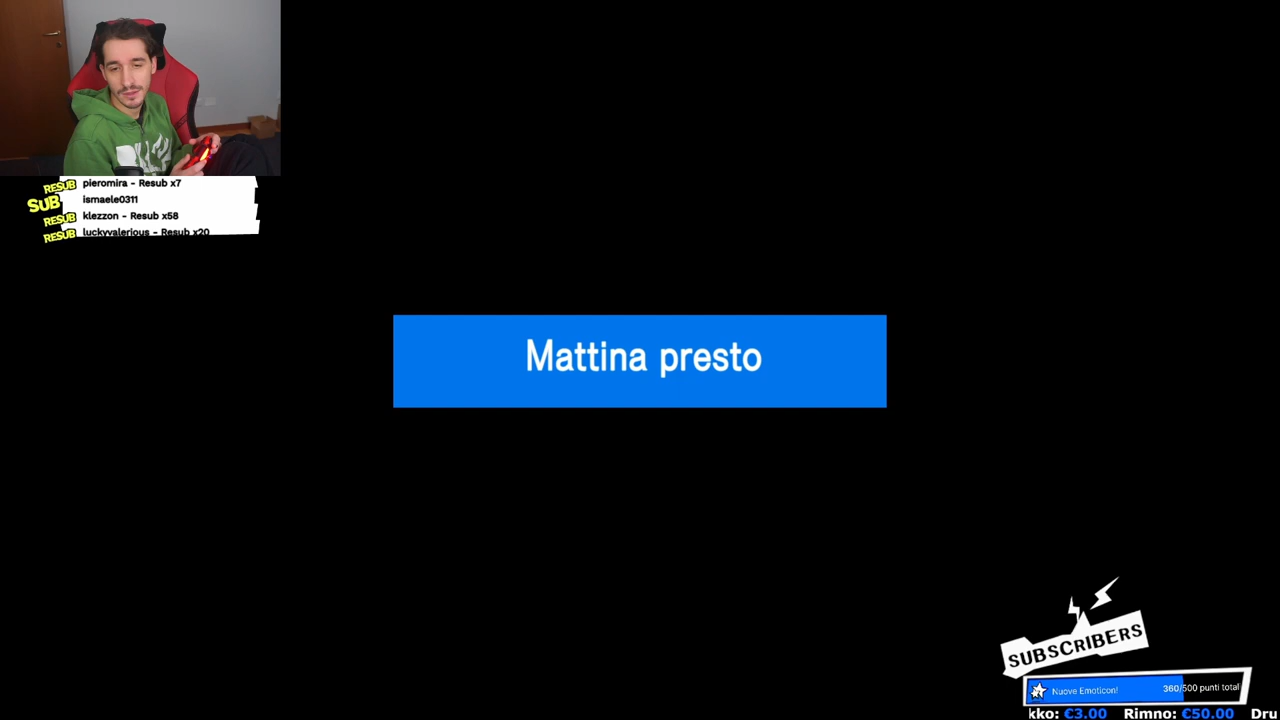 RESUB pieromira - Resub x7
SUB ismaele0311
RESUB klezzon - Resub x58
RESUB luckyvalerious - Resub x20
Mattina presto
SUBSCRIBERS
Nuove Emoticon! 360/500 punti total
kko: €3.00 Rimno: €50.00 Dru